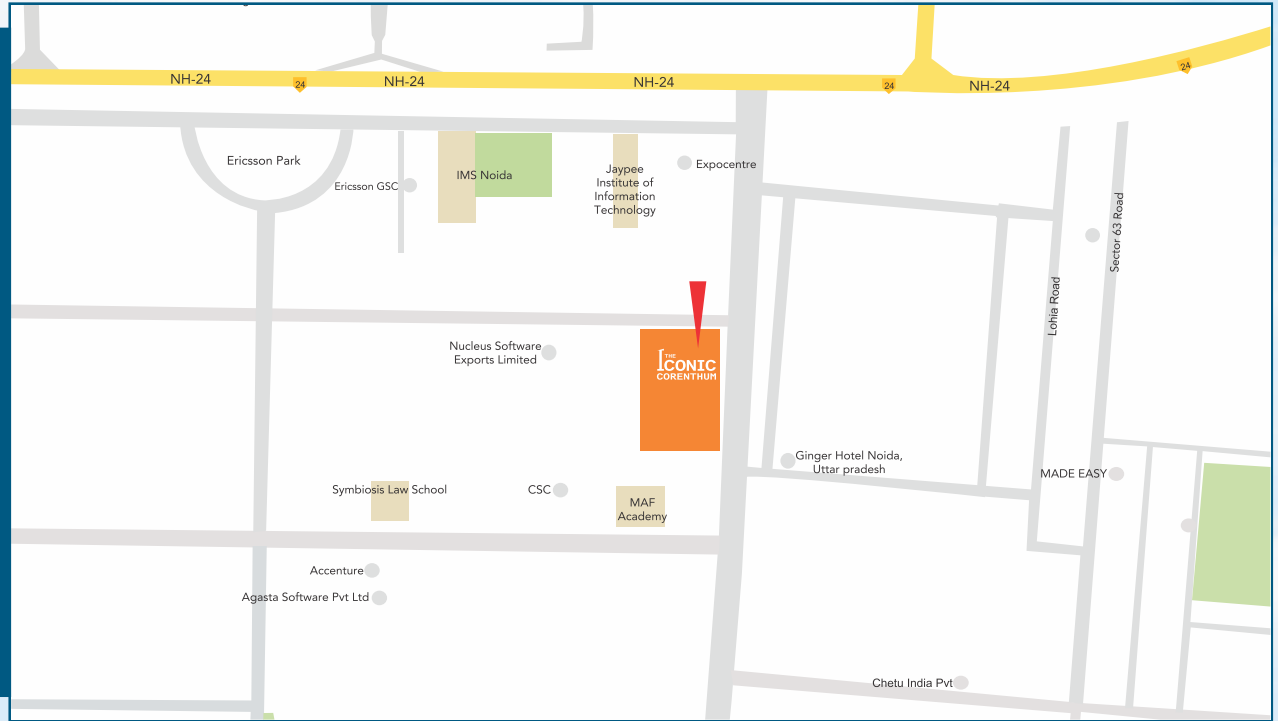 NH-24
24
NH-24
NH-24
24
NH-24
24
Ericsson Park
Ericsson GSC
IMS Noida
Jaypee
Institute of
Information
Technology
Expocentre
Sector 63 Road
Lohia Road
Nucleus Software
Exports Limited
THE
ICONIC
CORENTHUM
Ginger Hotel Noida,
Uttar pradesh
MADE EASY
Symbiosis Law School
CSC
MAF
Academy
Accenture
Agasta Software Pvt Ltd
Chetu India Pvt